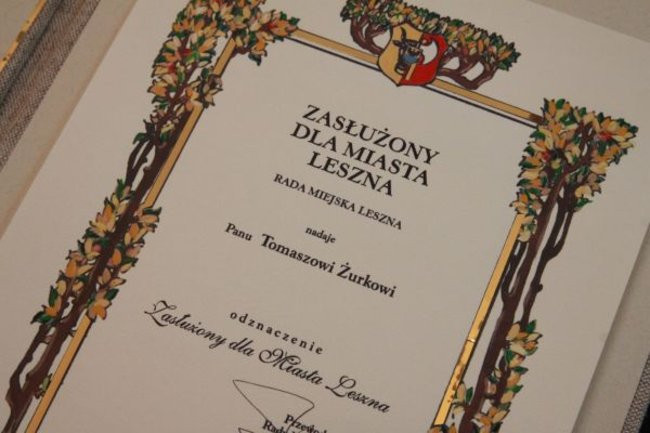 ZASŁUŻONY
DLA MIASTA
LESZNA
RADA MIEJSKA LESZNA
nadaje
Panu Tomaszowi Żurkowi
odznaczenie
Zasłużony dla Miasta Leszna